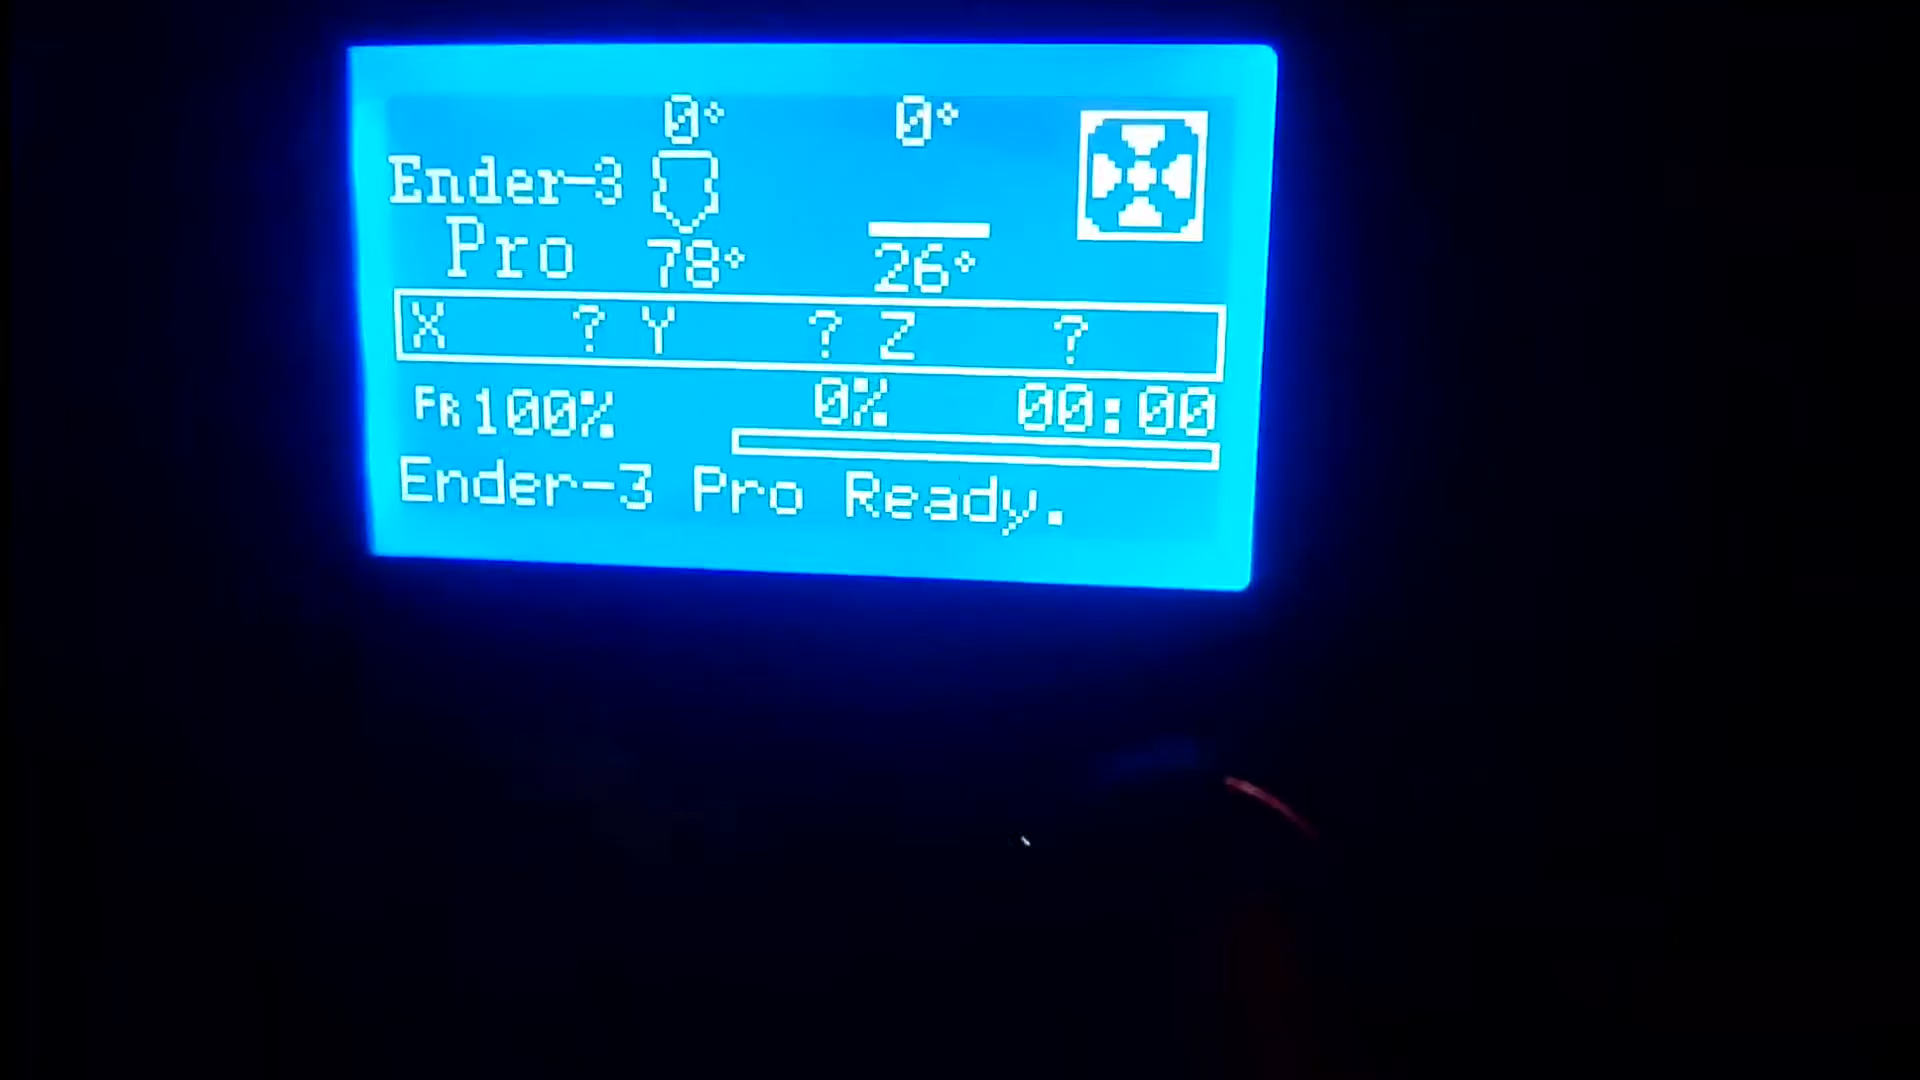 0° 0°
Ender-3
Pro 78° 26°
X ? Y ? Z ?
FR 100% 0% 00:00
Ender-3 Pro Ready.